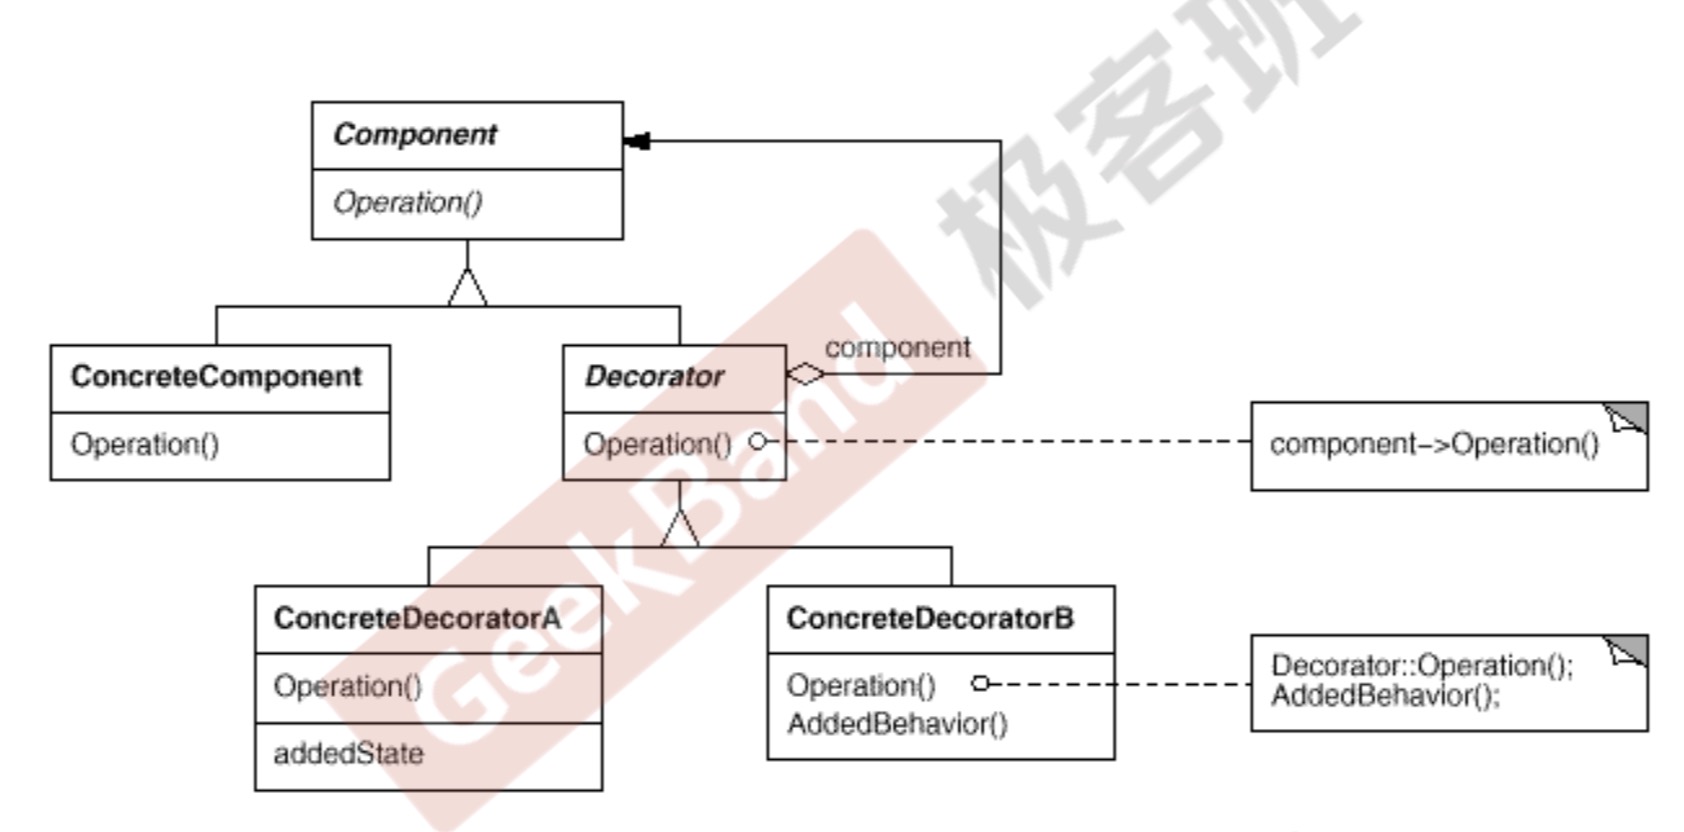 Component
Operation()
ConcreteComponent
Operation()
Decorator
Operation()
component
component–>Operation()
ConcreteDecoratorA
Operation()
addedState
ConcreteDecoratorB
Operation()
AddedBehavior()
Decorator::Operation();
AddedBehavior();
GeekBand
极客班